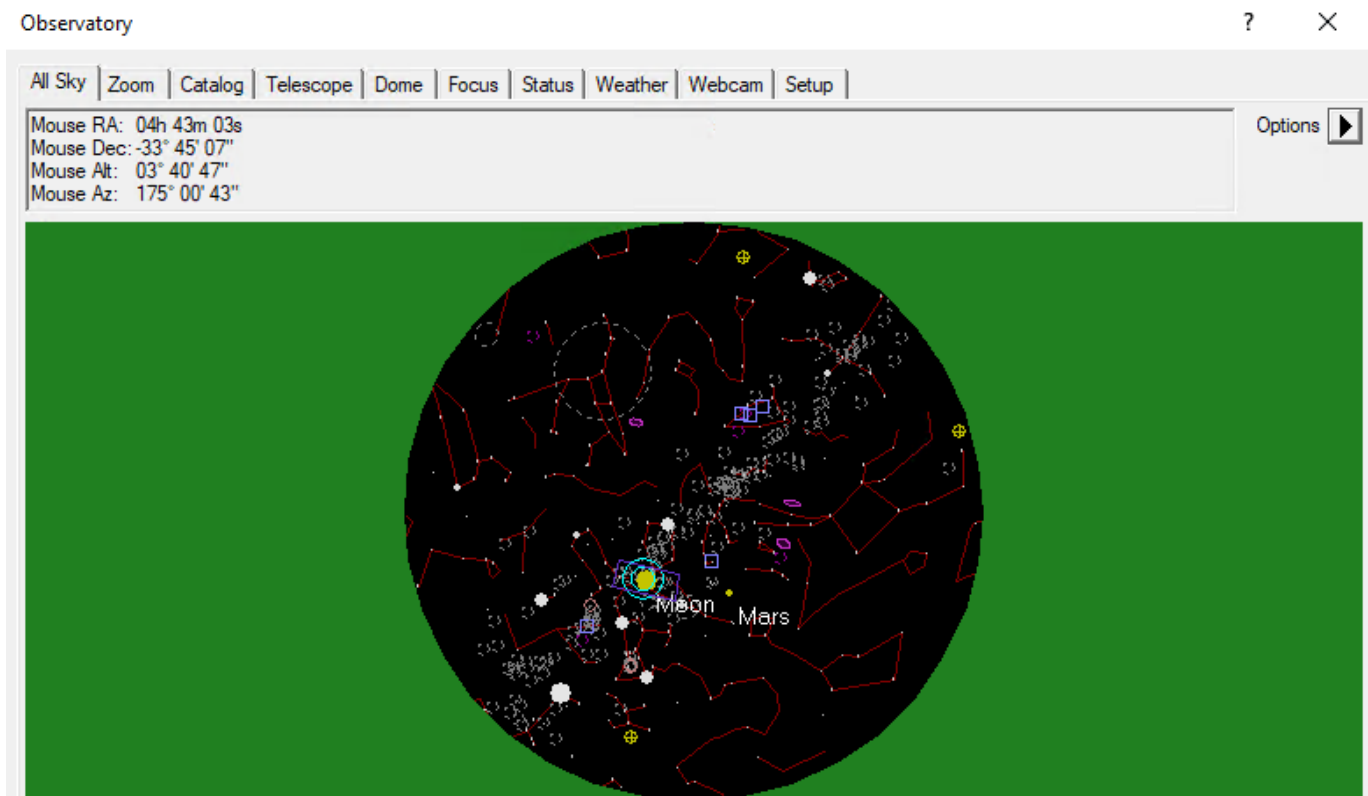 Observatory ?
All Sky Zoom Catalog Telescope Dome Focus Status Weather Webcam Setup
Mouse RA: 04h 43m 03s
Options
Mouse Dec: -33° 45' 07"
Mouse Alt: 03° 40' 47"
Mouse Az: 175° 00' 43"
Moon
Mars